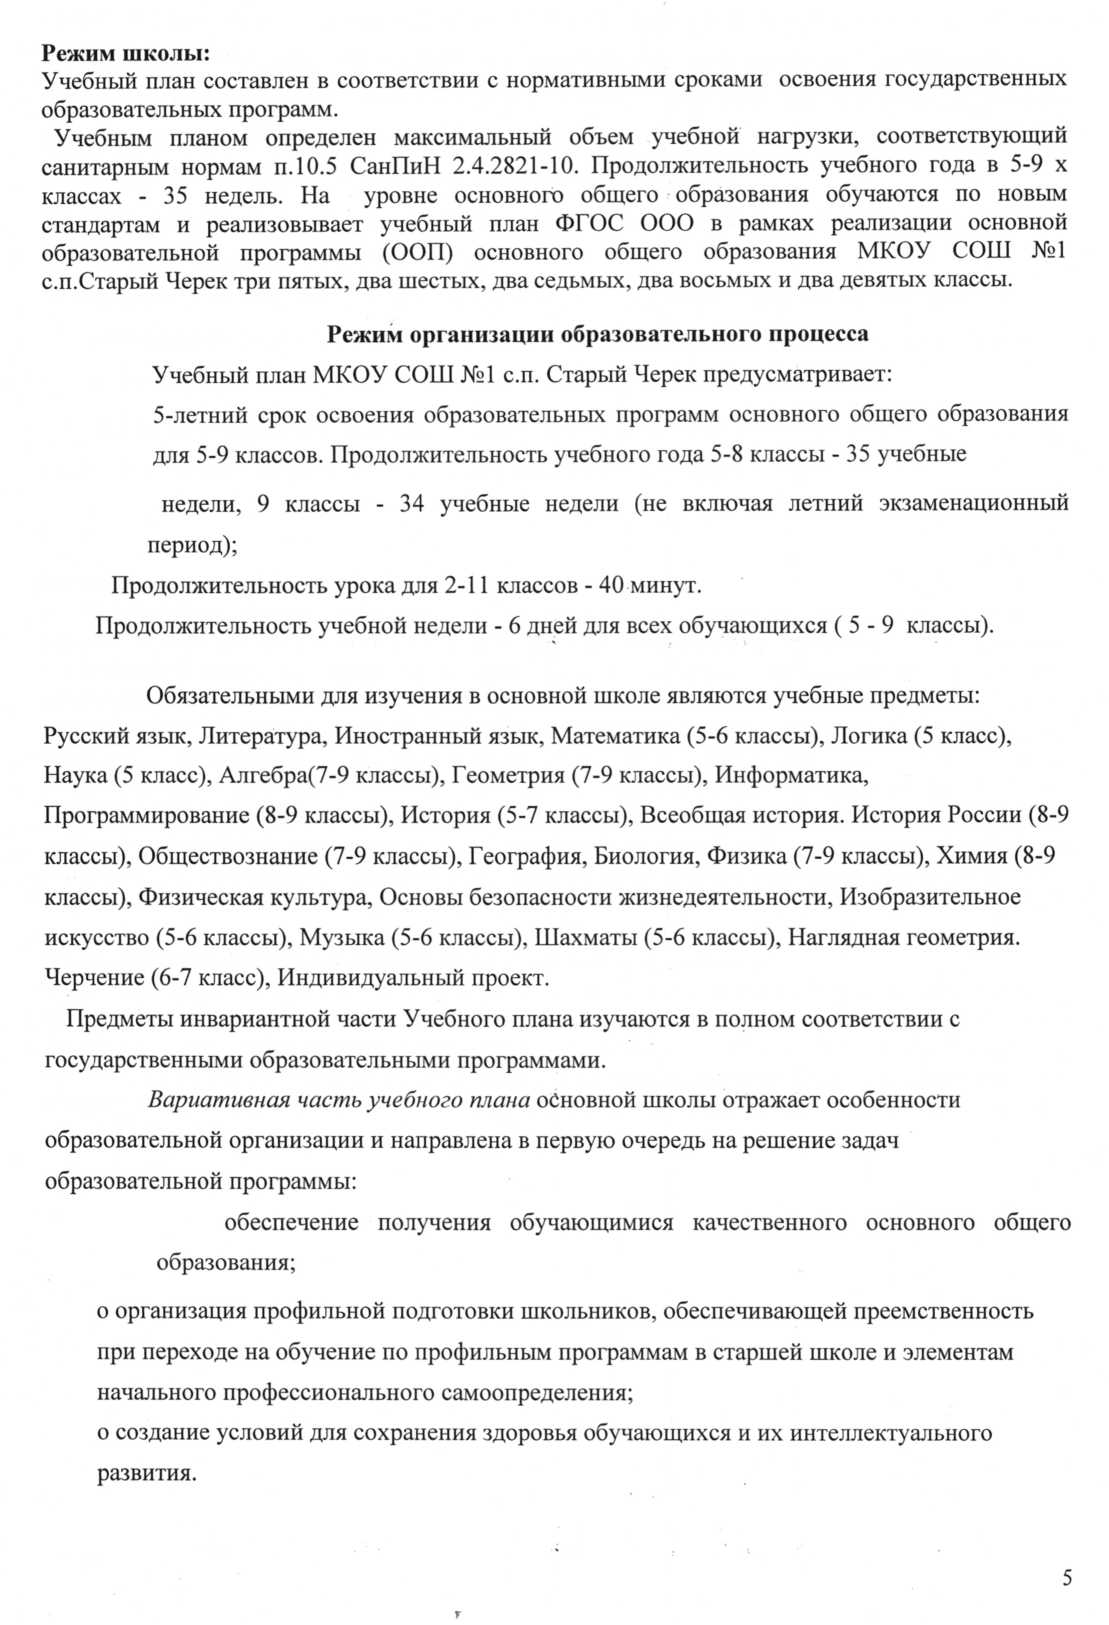 Режим школы:
Учебный план составлен в соответствии с нормативными сроками освоения государственных
образовательных программ.
Учебным планом определен максимальный объем учебной нагрузки, соответствующий
санитарным нормам п.10.5 СанПиН 2.4.2821-10. Продолжительность учебного года в 5-9 х
классах - 35 недель. На уровне основного общего образования обучаются по новым
стандартам и реализовывает учебный план ФГОС ООО в рамках реализации основной
образовательной программы (ООП) основного общего образования МКОУ СОШ №1
с.п.Старый Черек три пятых, два шестых, два седьмых, два восьмых и два девятых классы.
Режим организации образовательного процесса
Учебный план МКОУ СОШ №1 с.п. Старый Черек предусматривает:
5-летний срок освоения образовательных программ основного общего образования
для 5-9 классов. Продолжительность учебного года 5-8 классы - 35 учебные
недели, 9 классы - 34 учебные недели (не включая летний экзаменационный
период);
Продолжительность урока для 2-11 классов - 40 минут.
Продолжительность учебной недели - 6 дней для всех обучающихся ( 5 - 9 классы).
Обязательными для изучения в основной школе являются учебные предметы:
Русский язык, Литература, Иностранный язык, Математика (5-6 классы), Логика (5 класс),
Наука (5 класс), Алгебра(7-9 классы), Геометрия (7-9 классы), Информатика,
Программирование (8-9 классы), История (5-7 классы), Всеобщая история. История России (8-9
классы), Обществознание (7-9 классы), География, Биология, Физика (7-9 классы), Химия (8-9
классы), Физическая культура, Основы безопасности жизнедеятельности, Изобразительное
искусство (5-6 классы), Музыка (5-6 классы), Шахматы (5-6 классы), Наглядная геометрия.
Черчение (6-7 класс), Индивидуальный проект.
Предметы инвариантной части Учебного плана изучаются в полном соответствии с
государственными образовательными программами.
Вариативная часть учебного плана основной школы отражает особенности
образовательной организации и направлена в первую очередь на решение задач
образовательной программы:
обеспечение получения обучающимися качественного основного общего
образования;
о организация профильной подготовки школьников, обеспечивающей преемственность
при переходе на обучение по профильным программам в старшей школе и элементам
начального профессионального самоопределения;
о создание условий для сохранения здоровья обучающихся и их интеллектуального
развития.
5